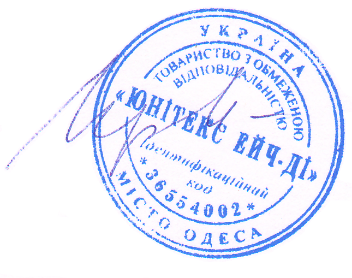 УКРАЇНА
ТОВАРИСТВО З ОБМЕЖЕНОЮ
ВІДПОВІДАЛЬНІСТЮ
«ЮНІТЕКС ЕЙЧ·ДІ»
Ідентифікаційний
код
*36554002*
МІСТО ОДЕСА